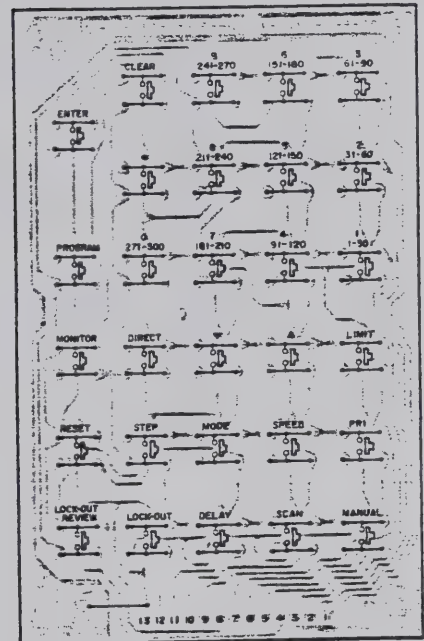 9 6 3
CLEAR 241-270 151-180 61-90
ENTER
8 5 2
211-240 121-150 31-60
0 7 4 1
PROGRAM 271-300 181-210 91-120 1-30
MONITOR DIRECT ▼ ▲ LIMIT
RESET STEP MODE SPEED PRI
LOCK-OUT LOCK-OUT DELAY SCAN MANUAL
REVIEW
13 12 11 10 9 8 7 6 5 4 3 2 1